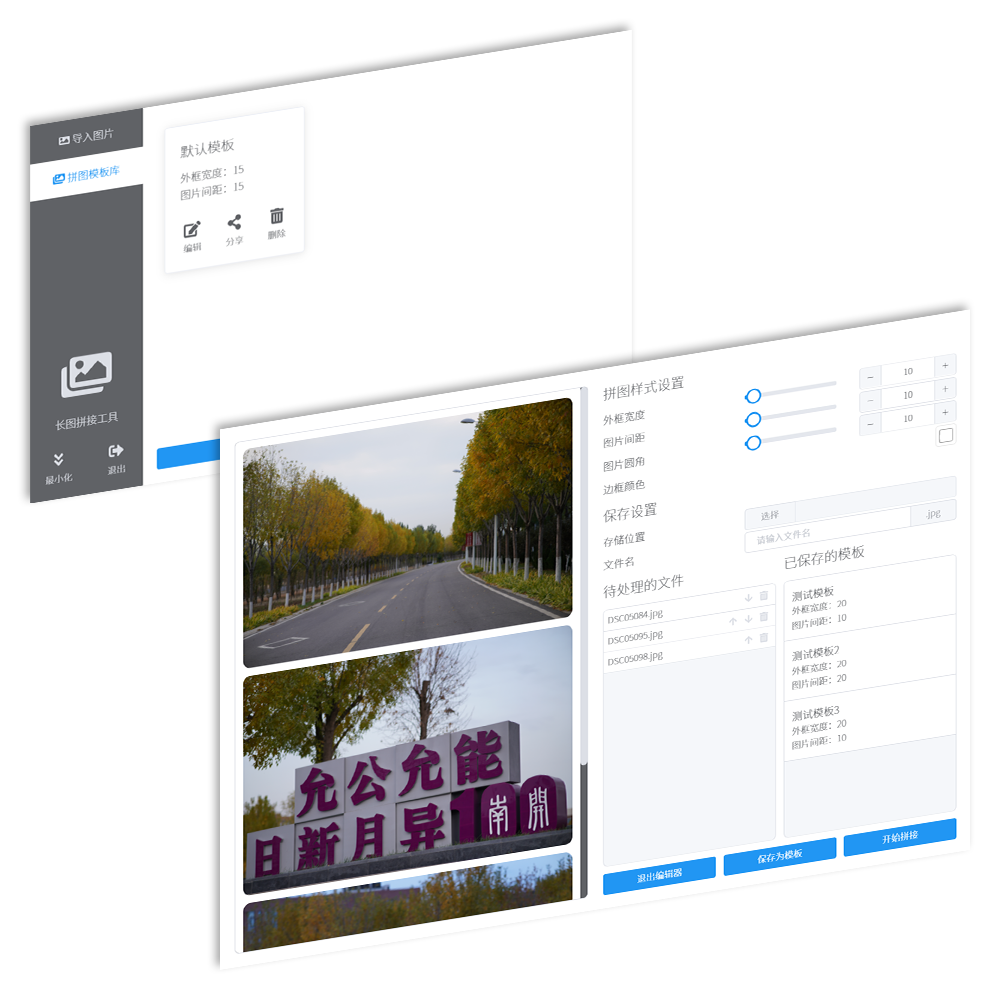 导入图片
拼图模板库
默认模板
外框宽度：15
图片间距：15
编辑
分享
删除
长图拼接工具
最小化
退出
允公允能
日新月异
100
南開
拼图样式设置
外框宽度
10
图片间距
10
图片圆角
10
边框颜色
保存设置
存储位置
选择
文件名
请输入文件名
.jpg
待处理的文件
DSC05084.jpg
DSC05095.jpg
DSC05098.jpg
已保存的模板
测试模板
外框宽度：20
图片间距：10
测试模板2
外框宽度：20
图片间距：20
测试模板3
外框宽度：20
图片间距：10
退出编辑器
保存为模板
开始拼接